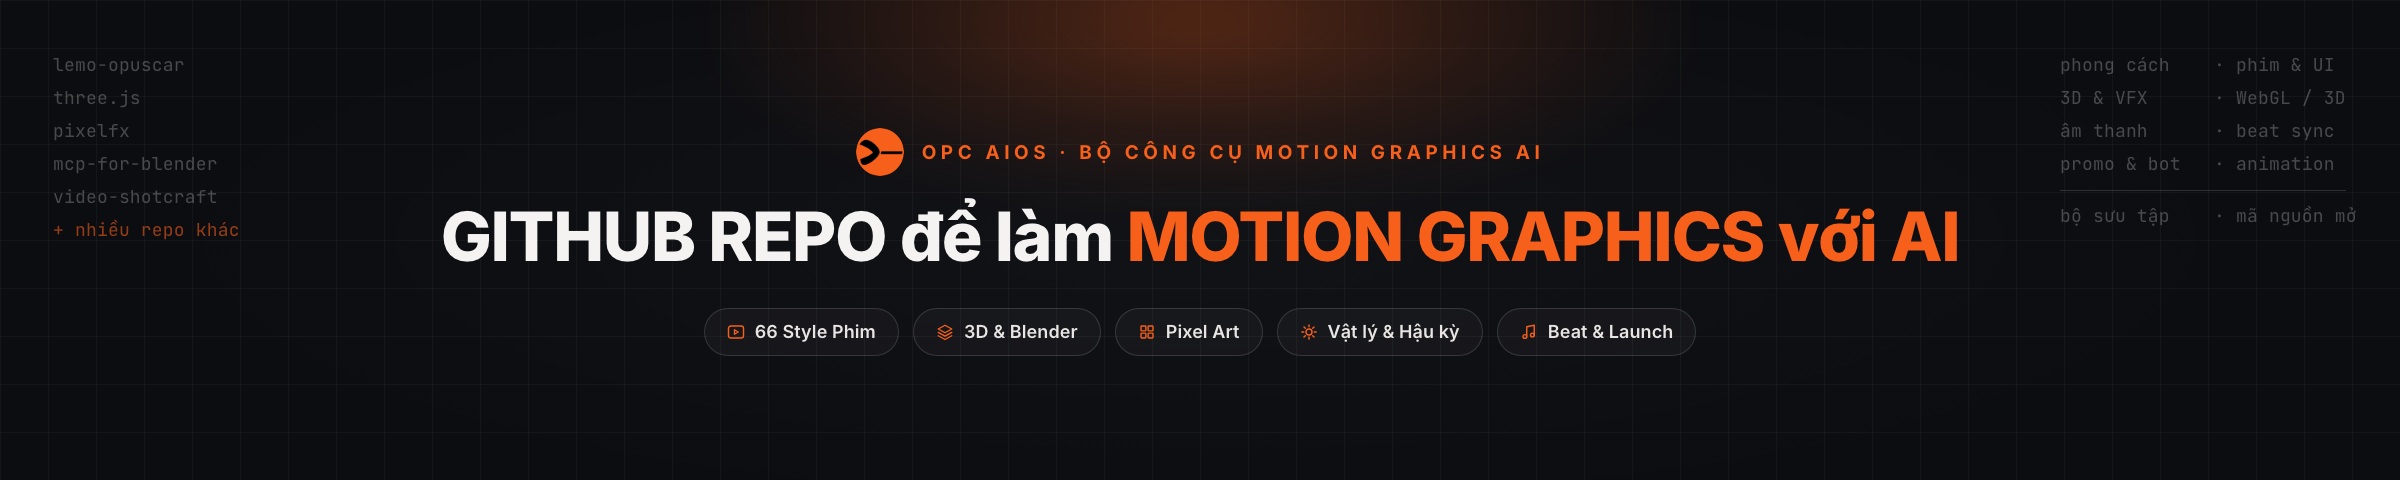 lemo-opuscar
three.js
pixelfx
mcp-for-blender
video-shotcraft
+ nhiều repo khác
OPC AIOS · BỘ CÔNG CỤ MOTION GRAPHICS AI
GITHUB REPO để làm MOTION GRAPHICS với AI
66 Style Phim
3D & Blender
Pixel Art
Vật lý & Hậu kỳ
Beat & Launch
phong cách · phim & UI
3D & VFX · WebGL / 3D
âm thanh · beat sync
promo & bot · animation
bộ sưu tập · mã nguồn mở